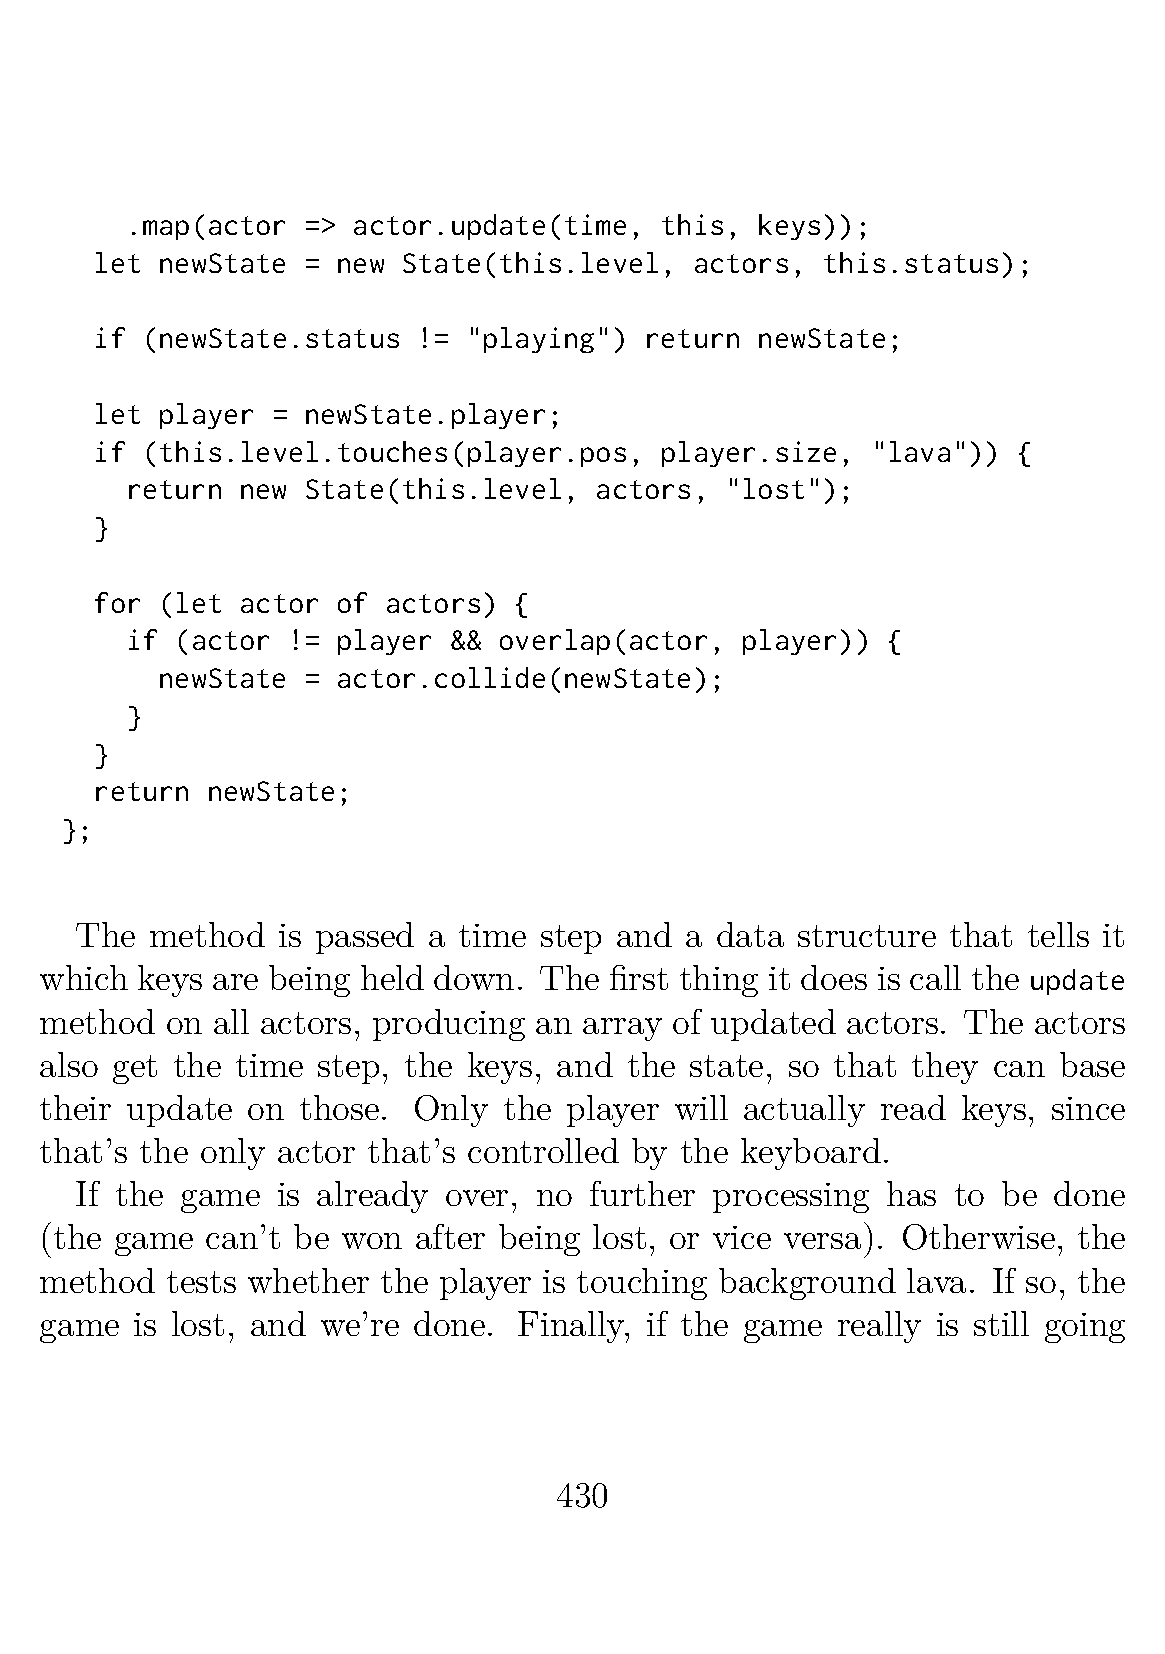 .map(actor => actor.update(time, this, keys));
  let newState = new State(this.level, actors, this.status);

  if (newState.status != "playing") return newState;

  let player = newState.player;
  if (this.level.touches(player.pos, player.size, "lava")) {
    return new State(this.level, actors, "lost");
  }

  for (let actor of actors) {
    if (actor != player && overlap(actor, player)) {
      newState = actor.collide(newState);
    }
  }
  return newState;
};

The method is passed a time step and a data structure that tells it
which keys are being held down. The first thing it does is call the update
method on all actors, producing an array of updated actors. The actors
also get the time step, the keys, and the state, so that they can base
their update on those. Only the player will actually read keys, since
that's the only actor that's controlled by the keyboard.
If the game is already over, no further processing has to be done
(the game can't be won after being lost, or vice versa). Otherwise, the
method tests whether the player is touching background lava. If so, the
game is lost, and we're done. Finally, if the game really is still going

430